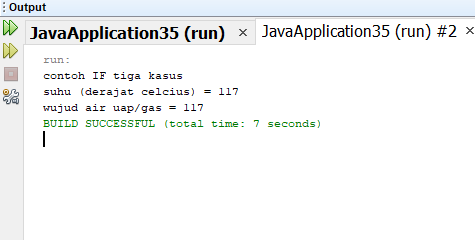 Output
JavaApplication35 (run) × JavaApplication35 (run) #2 ×
run:
contoh IF tiga kasus
suhu (derajat celcius) = 117
wujud air uap/gas = 117
BUILD SUCCESSFUL (total time: 7 seconds)